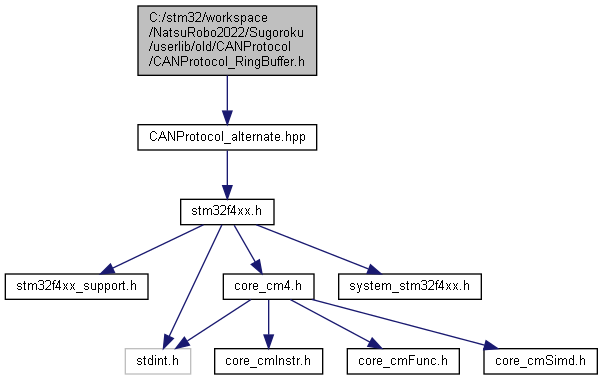 C:/stm32/workspace
/NatsuRobo2022/Sugoroku
/userlib/old/CANProtocol
/CANProtocol_RingBuffer.h
CANProtocol_alternate.hpp
stm32f4xx.h
stm32f4xx_support.h
core_cm4.h
system_stm32f4xx.h
stdint.h
core_cmInstr.h
core_cmFunc.h
core_cmSimd.h